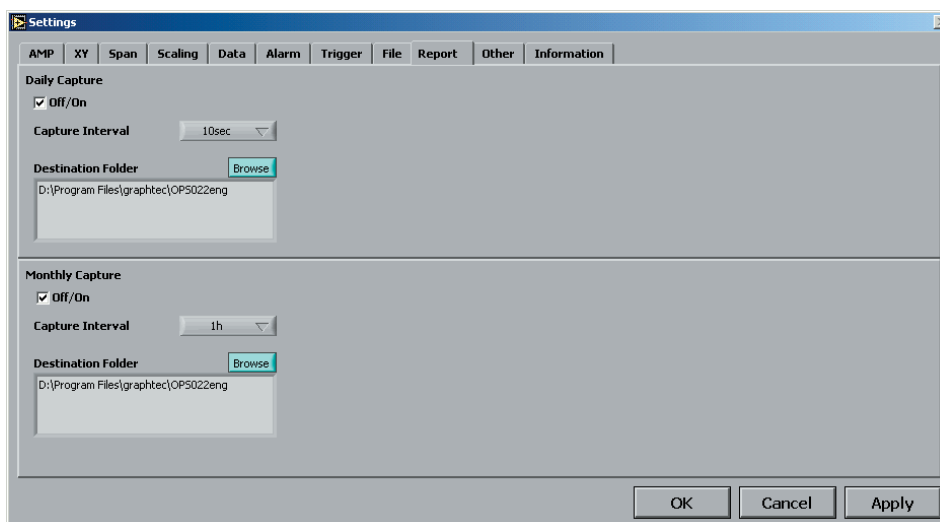 Settings
AMP XY Span Scaling Data Alarm Trigger File Report Other Information
Daily Capture
Off/On
Capture Interval 10sec
Destination Folder Browse
D:\Program Files\graphtec\OPS022eng
Monthly Capture
Off/On
Capture Interval 1h
Destination Folder Browse
D:\Program Files\graphtec\OPS022eng
OK Cancel Apply